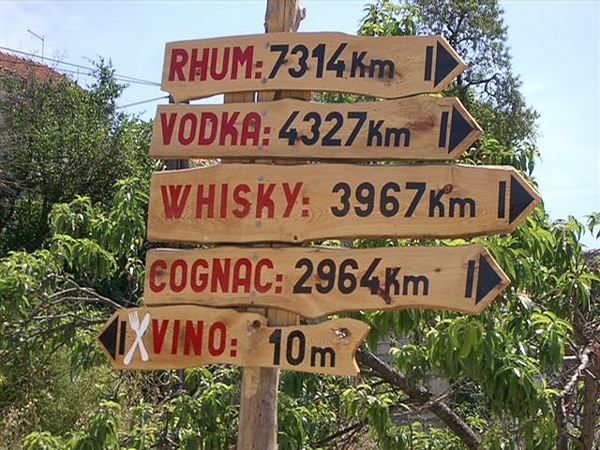 RHUM: 7314Km
VODKA: 4327Km
WHISKY: 3967Km
COGNAC: 2964Km
VINO: 10m